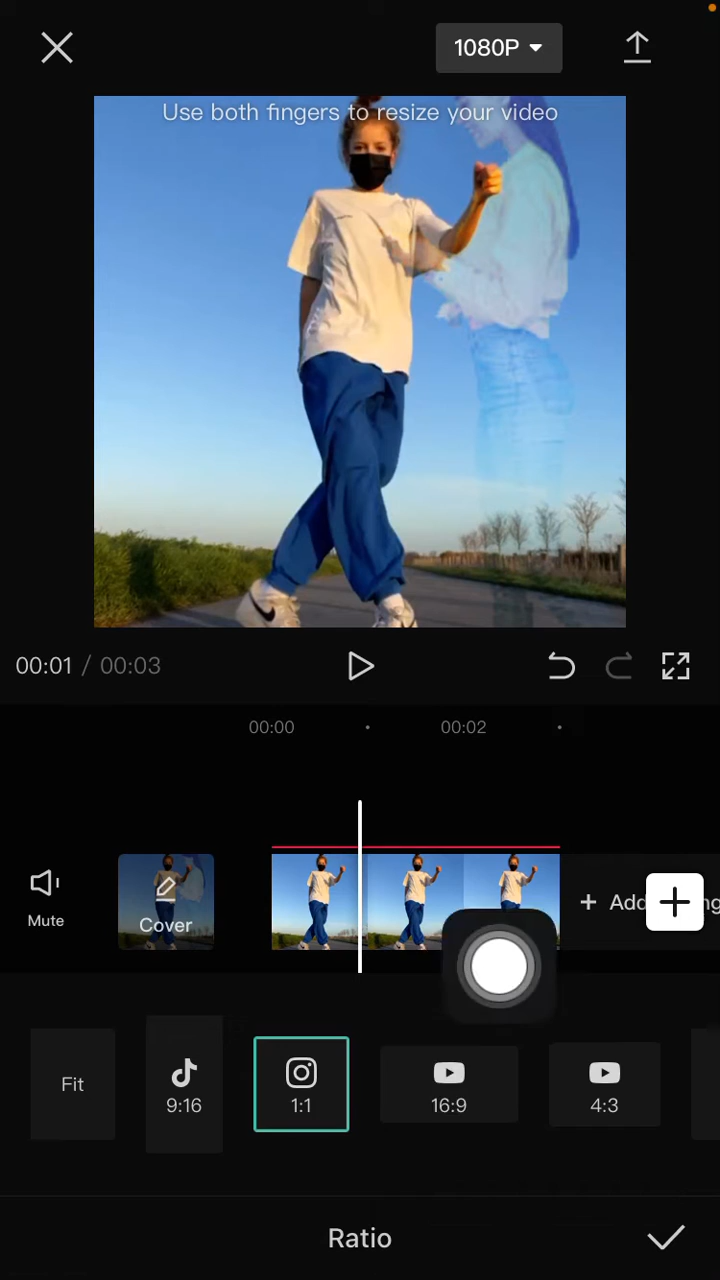 1080P
Use both fingers to resize your video
00:01 / 00:03
00:00
00:02
Mute
Cover
+ Add
ng
Fit
9:16
1:1
16:9
4:3
Ratio